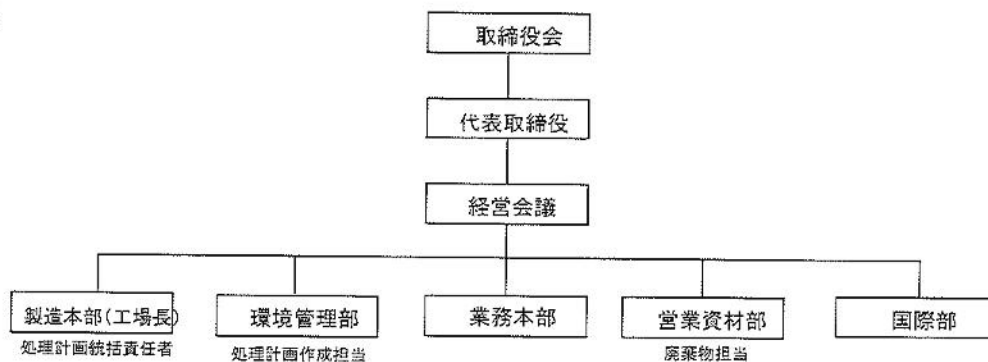 取締役会
代表取締役
経営会議
製造本部(工場長)
環境管理部
業務本部
営業資材部
国際部
処理計画統括責任者
処理計画作成担当
廃棄物担当